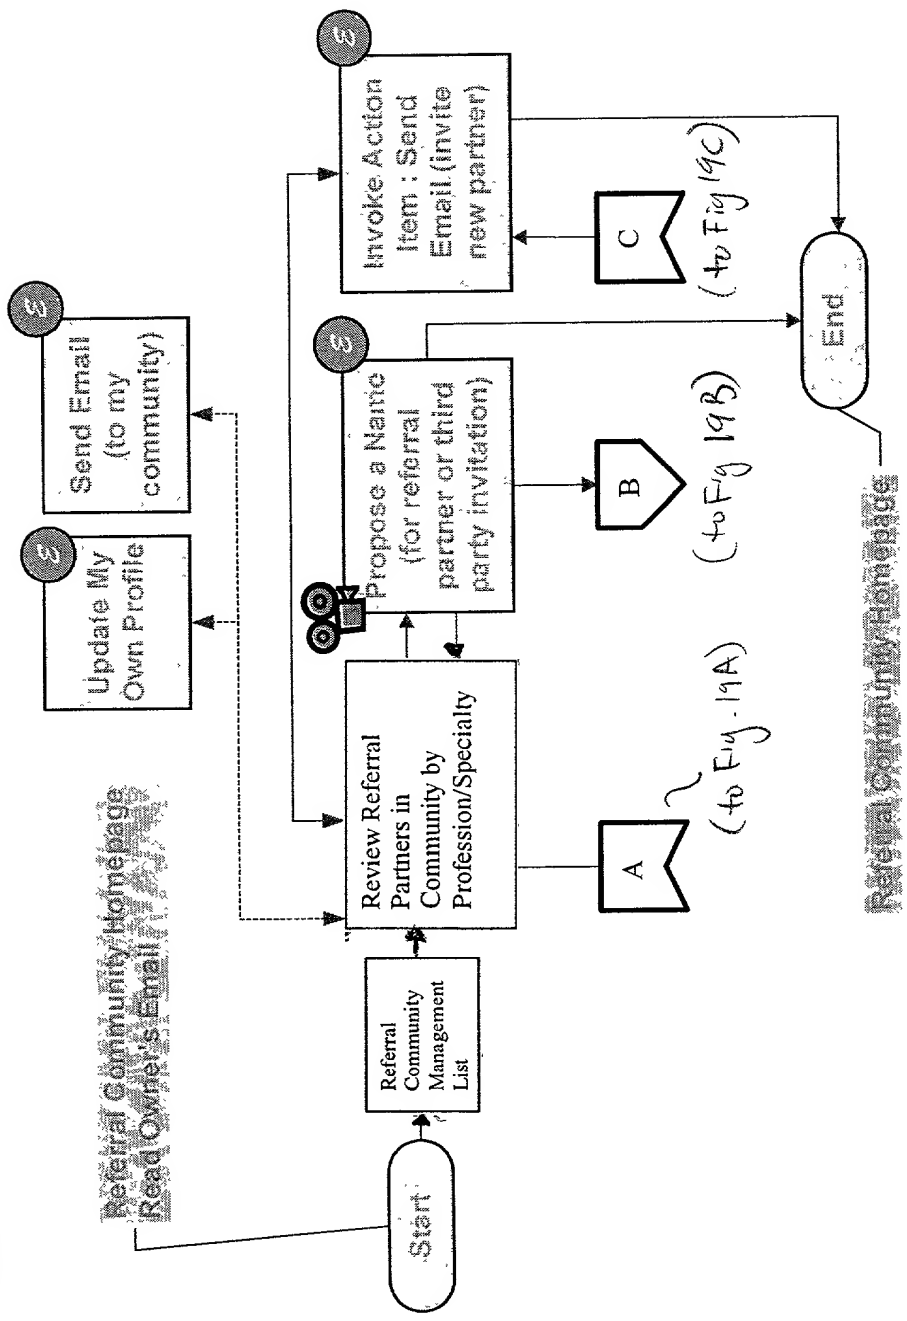 Referral Community Homepage
Read Owner's Email
Start
Referral
Community
Management
List
Review Referral
Partners in
Community by
Profession/Specialty
Update My
Own Profile
Send Email
(to my
community)
Propose a Name
(for referral
partner or third
party invitation)
Invoke Action
Item : Send
Email (invite
new partner)
A
(to Fig. 19A)
B
(to Fig 19B)
C
(to Fig 19C)
End
Referral Community Homepage